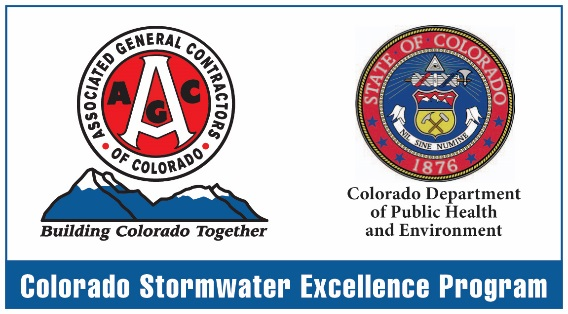 ASSOCIATED GENERAL CONTRACTORS
• OF COLORADO •
AGC
Building Colorado Together
STATE OF COLORADO
NIL SINE NUMINE
1876
Colorado Department
of Public Health
and Environment
Colorado Stormwater Excellence Program